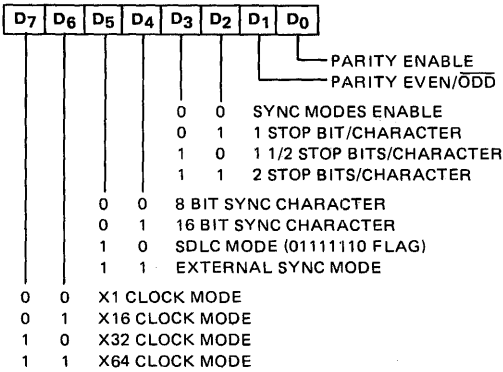 D7 D6 D5 D4 D3 D2 D1 D0
PARITY ENABLE
PARITY EVEN/ODD
0 0 SYNC MODES ENABLE
0 1 1 STOP BIT/CHARACTER
1 0 1 1/2 STOP BITS/CHARACTER
1 1 2 STOP BITS/CHARACTER
0 0 8 BIT SYNC CHARACTER
0 1 16 BIT SYNC CHARACTER
1 0 SDLC MODE (01111110 FLAG)
1 1 EXTERNAL SYNC MODE
0 0 X1 CLOCK MODE
0 1 X16 CLOCK MODE
1 0 X32 CLOCK MODE
1 1 X64 CLOCK MODE